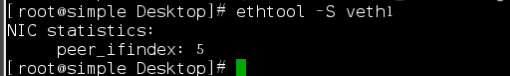 [root@simple Desktop]# ethtool -S veth1
NIC statistics:
     peer_ifindex: 5
[root@simple Desktop]#